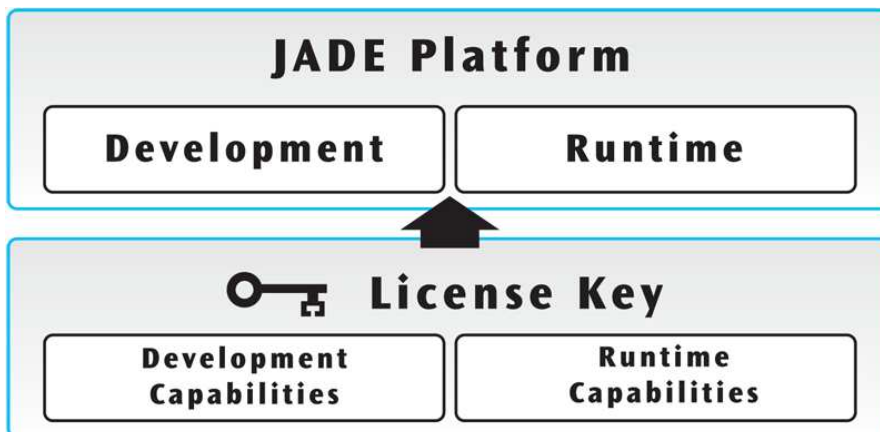 JADE Platform
Development
Runtime
License Key
Development
Capabilities
Runtime
Capabilities